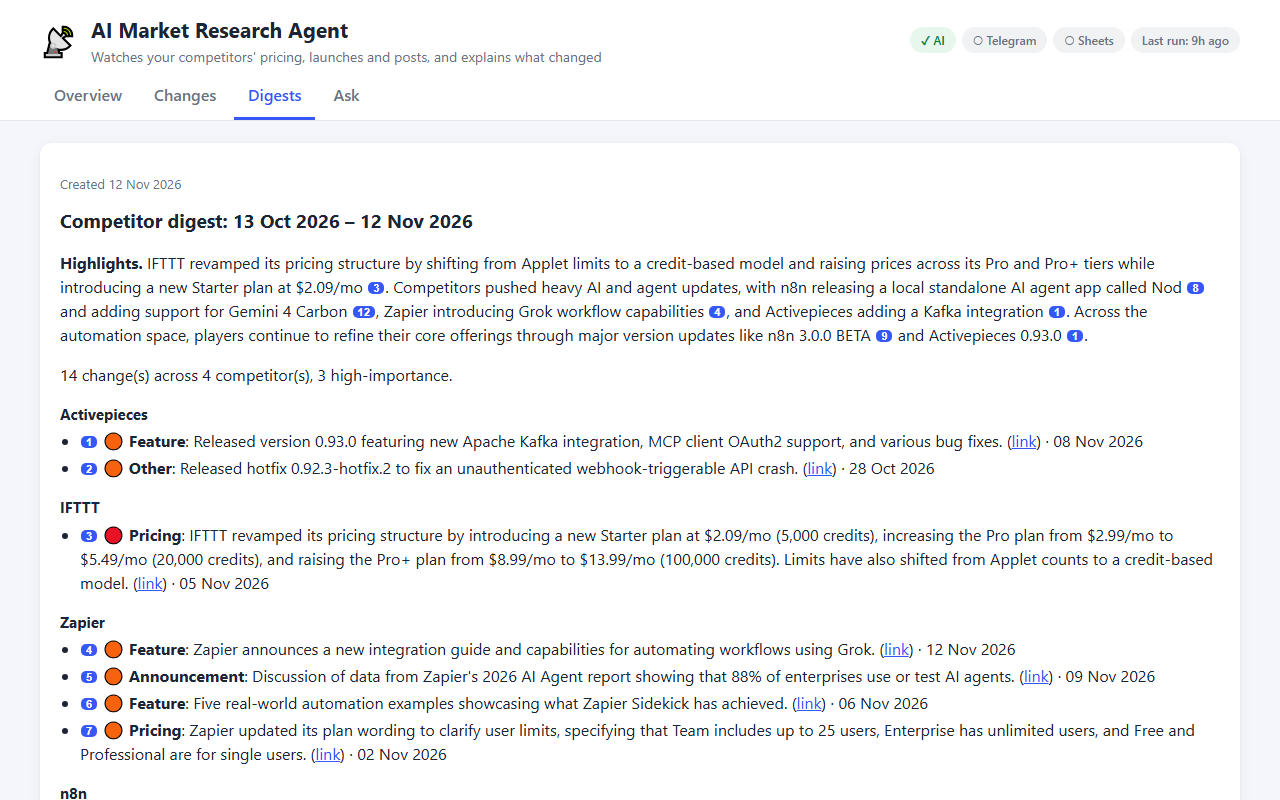 AI Market Research Agent
Watches your competitors' pricing, launches and posts, and explains what changed
✓ AI
○ Telegram
○ Sheets
Last run: 9h ago
Overview
Changes
Digests
Ask
Created 12 Nov 2026
Competitor digest: 13 Oct 2026 – 12 Nov 2026
Highlights. IFTTT revamped its pricing structure by shifting from Applet limits to a credit-based model and raising prices across its Pro and Pro+ tiers while
introducing a new Starter plan at $2.09/mo 3. Competitors pushed heavy AI and agent updates, with n8n releasing a local standalone AI agent app called Nod 8
and adding support for Gemini 4 Carbon 12, Zapier introducing Grok workflow capabilities 4, and Activepieces adding a Kafka integration 1. Across the
automation space, players continue to refine their core offerings through major version updates like n8n 3.0.0 BETA 9 and Activepieces 0.93.0 1.
14 change(s) across 4 competitor(s), 3 high-importance.
Activepieces
• 1 Feature: Released version 0.93.0 featuring new Apache Kafka integration, MCP client OAuth2 support, and various bug fixes. (link) · 08 Nov 2026
• 2 Other: Released hotfix 0.92.3-hotfix.2 to fix an unauthenticated webhook-triggerable API crash. (link) · 28 Oct 2026
IFTTT
• 3 Pricing: IFTTT revamped its pricing structure by introducing a new Starter plan at $2.09/mo (5,000 credits), increasing the Pro plan from $2.99/mo to
$5.49/mo (20,000 credits), and raising the Pro+ plan from $8.99/mo to $13.99/mo (100,000 credits). Limits have also shifted from Applet counts to a credit-based
model. (link) · 05 Nov 2026
Zapier
• 4 Feature: Zapier announces a new integration guide and capabilities for automating workflows using Grok. (link) · 12 Nov 2026
• 5 Announcement: Discussion of data from Zapier's 2026 AI Agent report showing that 88% of enterprises use or test AI agents. (link) · 09 Nov 2026
• 6 Feature: Five real-world automation examples showcasing what Zapier Sidekick has achieved. (link) · 06 Nov 2026
• 7 Pricing: Zapier updated its plan wording to clarify user limits, specifying that Team includes up to 25 users, Enterprise has unlimited users, and Free and
Professional are for single users. (link) · 02 Nov 2026
n8n